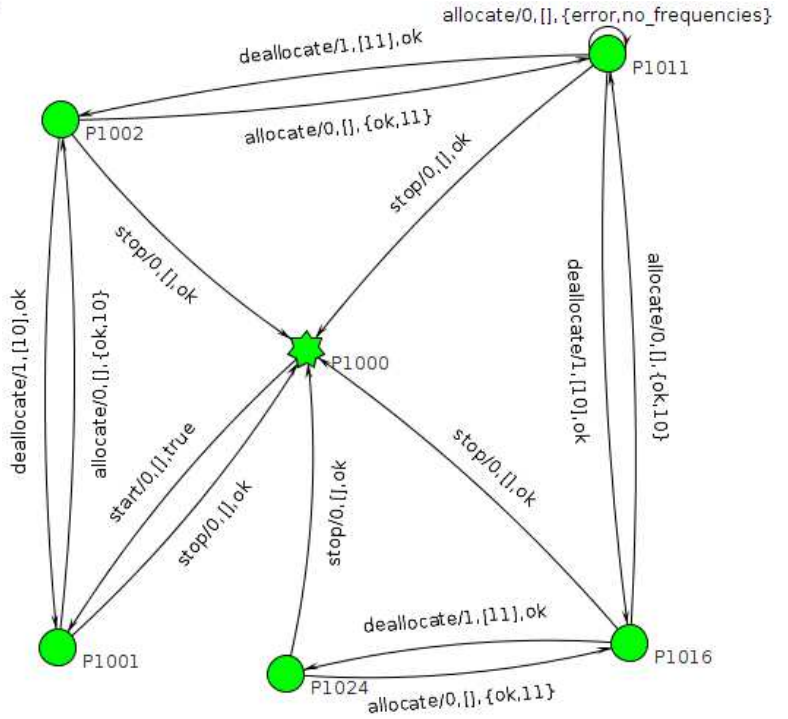 allocate/0,[],{error,no_frequencies}
deallocate/1,[11],ok
P1011
P1002
allocate/0,[],{ok,11}
stop/0,[],ok
stop/0,[],ok
deallocate/1,[10],ok
allocate/0,[],{ok,10}
deallocate/1,[10],ok
allocate/0,[],{ok,10}
P1000
start/0,[],true
stop/0,[],ok
stop/0,[],ok
stop/0,[],ok
deallocate/1,[11],ok
P1001
P1016
P1024
allocate/0,[],{ok,11}